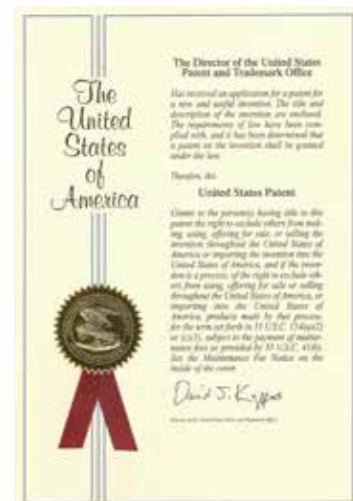 The
United
States
of
America
The Director of the United States
Patent and Trademark Office
Has received an application for a patent for
a new and useful invention. The title and
description of the invention are enclosed.
The requirements of law have been com-
plied with, and it has been determined that
a patent on the invention shall be granted
under the law.
Therefore, this
United States Patent
Grants to the person(s) having title to this
patent the right to exclude others from mak-
ing, using, offering for sale, or selling the
invention throughout the United States of
America or importing into the
United States of America, and if the inven-
tion is a process, of the right to exclude oth-
ers from using, offering for sale or selling
throughout the United States of America, or
importing into the United States of
America, products made by that process,
for the term set forth in 35 U.S.C. 154(a)(2)
or (c)(1), subject to the payment of mainte-
nance fees as provided by 35 U.S.C. 41(b).
See the Maintenance Fee Notice on the
inside of the cover.
David J. Kappos